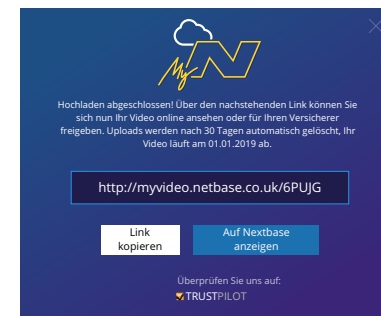 My N
Hochladen abgeschlossen! Über den nachstehenden Link können Sie
sich nun Ihr Video online ansehen oder für Ihren Versicherer
freigeben. Uploads werden nach 30 Tagen automatisch gelöscht, Ihr
Video läuft am 01.01.2019 ab.
http://myvideo.netbase.co.uk/6PUJG
Link
kopieren
Auf Nextbase
anzeigen
Überprüfen Sie uns auf:
TRUSTPILOT